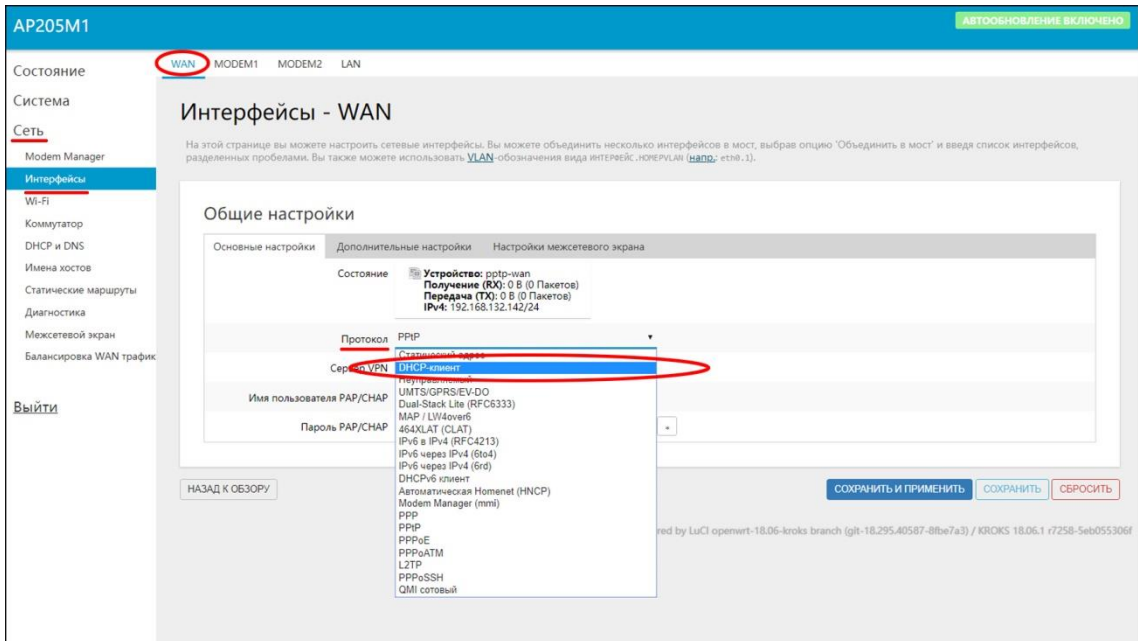 AP205M1
АВТООБНОВЛЕНИЕ ВКЛЮЧЕНО
Состояние
Система
Сеть
Modem Manager
Интерфейсы
Wi-Fi
Коммутатор
DHCP и DNS
Имена хостов
Статические маршруты
Диагностика
Межсетевой экран
Балансировка WAN трафик
Выйти
WAN MODEM1 MODEM2 LAN
Интерфейсы - WAN
На этой странице вы можете настроить сетевые интерфейсы. Вы можете объединить несколько интерфейсов в мост, выбрав опцию 'Объединить в мост' и введя список интерфейсов,
разделенных пробелами. Вы также можете использовать VLAN-обозначения вида ИНТЕРФЕЙС.НОМЕРVLAN (напр.: eth0.1).
Общие настройки
Основные настройки Дополнительные настройки Настройки межсетевого экрана
Состояние
Устройство: pptp-wan
Получение (RX): 0 B (0 Пакетов)
Передача (TX): 0 B (0 Пакетов)
IPv4: 192.168.132.142/24
Протокол PPtP
Сервер VPN
Имя пользователя PAP/CHAP
Пароль PAP/CHAP
Статический адрес
DHCP-клиент
Неуправляемый
UMTS/GPRS/EV-DO
Dual-Stack Lite (RFC6333)
MAP / LW4over6
464XLAT (CLAT)
IPv6 в IPv4 (RFC4213)
IPv6 через IPv4 (6to4)
IPv6 через IPv4 (6rd)
DHCPv6 клиент
Автоматическая Homenet (HNCP)
Modem Manager (mmi)
PPP
PPtP
PPPoE
PPPoATM
L2TP
PPPoSSH
QMI сотовый
НАЗАД К ОБЗОРУ
СОХРАНИТЬ И ПРИМЕНИТЬ СОХРАНИТЬ СБРОСИТЬ
red by LuCI openwrt-18.06-kroks branch (git-18.295.40587-8fbe7a3) / KROKS 18.06.1 r7258-5eb055306f